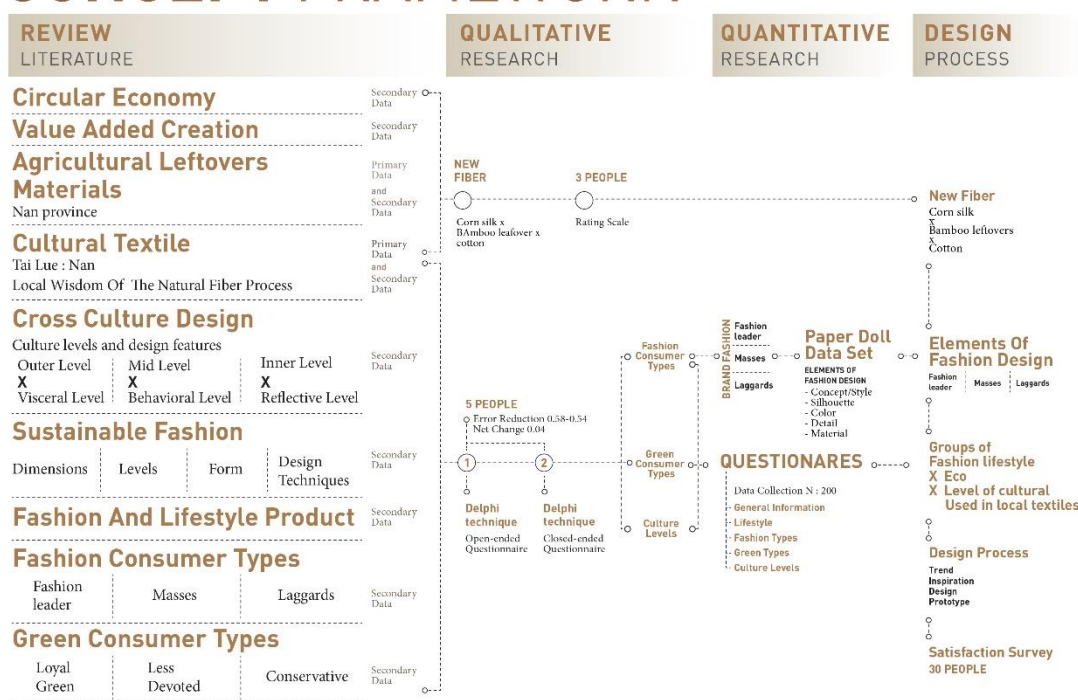 CONCEPT FRAMEWORK
REVIEW
LITERATURE
QUALITATIVE
RESEARCH
QUANTITATIVE
RESEARCH
DESIGN
PROCESS
Circular Economy
Secondary
Data
Value Added Creation
Secondary
Data
Agricultural Leftovers
Materials
Nan province
Primary
Data
and
Secondary
Data
Cultural Textile
Tai Lue : Nan
Local Wisdom Of The Natural Fiber Process
Primary
Data
and
Secondary
Data
Cross Culture Design
Culture levels and design features
Outer Level
X
Visceral Level
Mid Level
X
Behavioral Level
Inner Level
X
Reflective Level
Secondary
Data
Sustainable Fashion
Dimensions
Levels
Form
Design
Techniques
Secondary
Data
Fashion And Lifestyle Product
Secondary
Data
Fashion Consumer Types
Fashion
leader
Masses
Laggards
Secondary
Data
Green Consumer Types
Loyal
Green
Less
Devoted
Conservative
Secondary
Data
NEW
FIBER
Corn silk x
BAmboo leafover x
cotton
3 PEOPLE
Rating Scale
5 PEOPLE
Error Reduction 0.58-0.54
Net Change 0.04
1
2
Delphi
technique
Open-ended
Questionnaire
Delphi
technique
Closed-ended
Questionnaire
Fashion
Consumer
Types
Green
Consumer
Types
Culture
Levels
BRAND FASHION
Fashion
leader
Masses
Laggards
Paper Doll
Data Set
ELEMENTS OF
FASHION DESIGN
- Concept/Style
- Silhouette
- Color
- Detail
- Material
QUESTIONARES
Data Collection N : 200
- General Information
- Lifestyle
- Fashion Types
- Green Types
- Culture Levels
New Fiber
Corn silk
X
Bamboo leftovers
X
Cotton
Elements Of
Fashion Design
Fashion
leader
Masses
Laggards
Groups of
Fashion lifestyle
X Eco
X Level of cultural
Used in local textiles
Design Process
Trend
Inspiration
Design
Prototype
Satisfaction Survey
30 PEOPLE